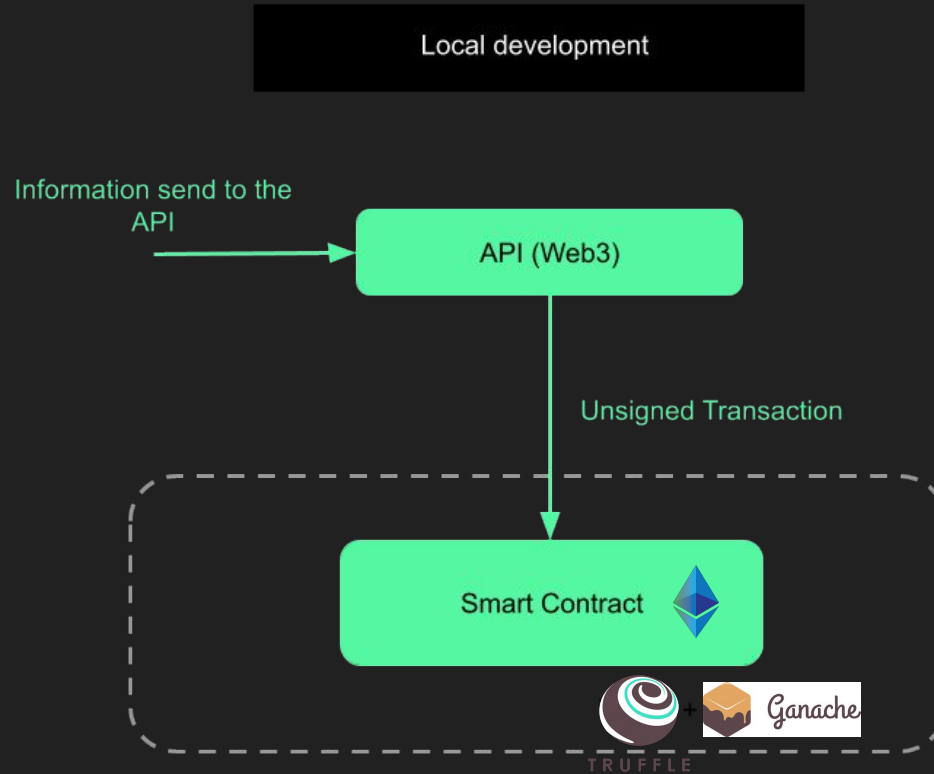 Local development
Information send to the
API
API (Web3)
Unsigned Transaction
Smart Contract
+
Ganache
TRUFFLE